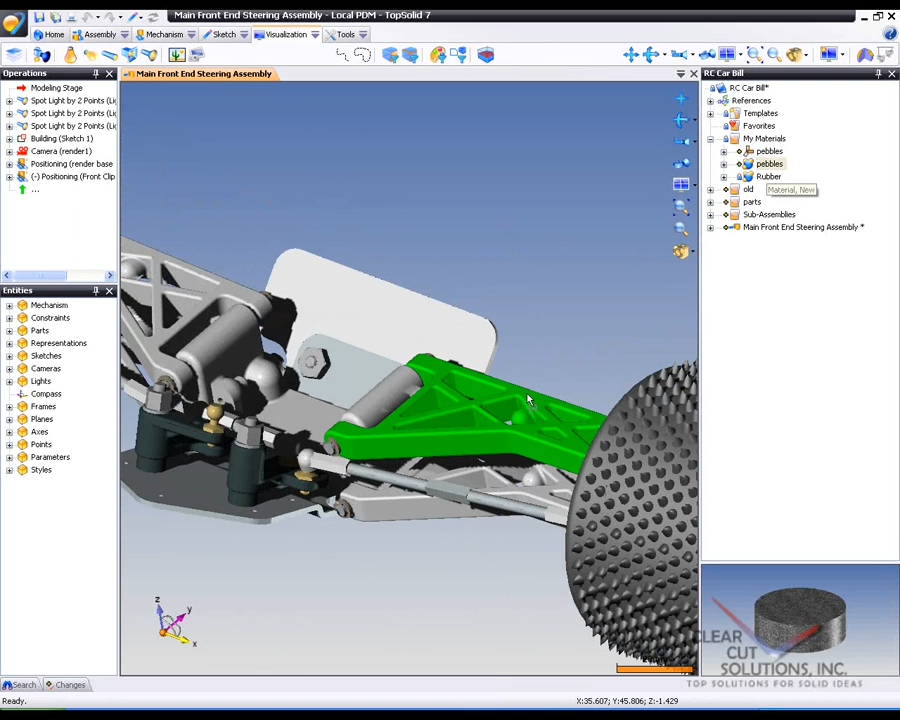 Main Front End Steering Assembly - Local PDM - TopSolid 7
Home
Assembly
Mechanism
Sketch
Visualization
Tools
Operations
Main Front End Steering Assembly
RC Car Bill
Modeling Stage
Spot Light by 2 Points (Li
Spot Light by 2 Points (Li
Spot Light by 2 Points (Li
Building (Sketch 1)
Camera (render1)
Positioning (render base
(-) Positioning (Front Clip
...
RC Car Bill*
References
Templates
Favorites
My Materials
pebbles
pebbles
Rubber
old
Material, New
parts
Sub-Assemblies
Main Front End Steering Assembly *
Entities
Mechanism
Constraints
Parts
Representations
Sketches
Cameras
Lights
Compass
Frames
Planes
Axes
Points
Parameters
Styles
z
y
x
CLEAR
CUT
SOLUTIONS, INC.
TOP SOLUTIONS FOR SOLID IDEAS
Search
Changes
Ready.
X:35.607; Y:45.806; Z:-1.429